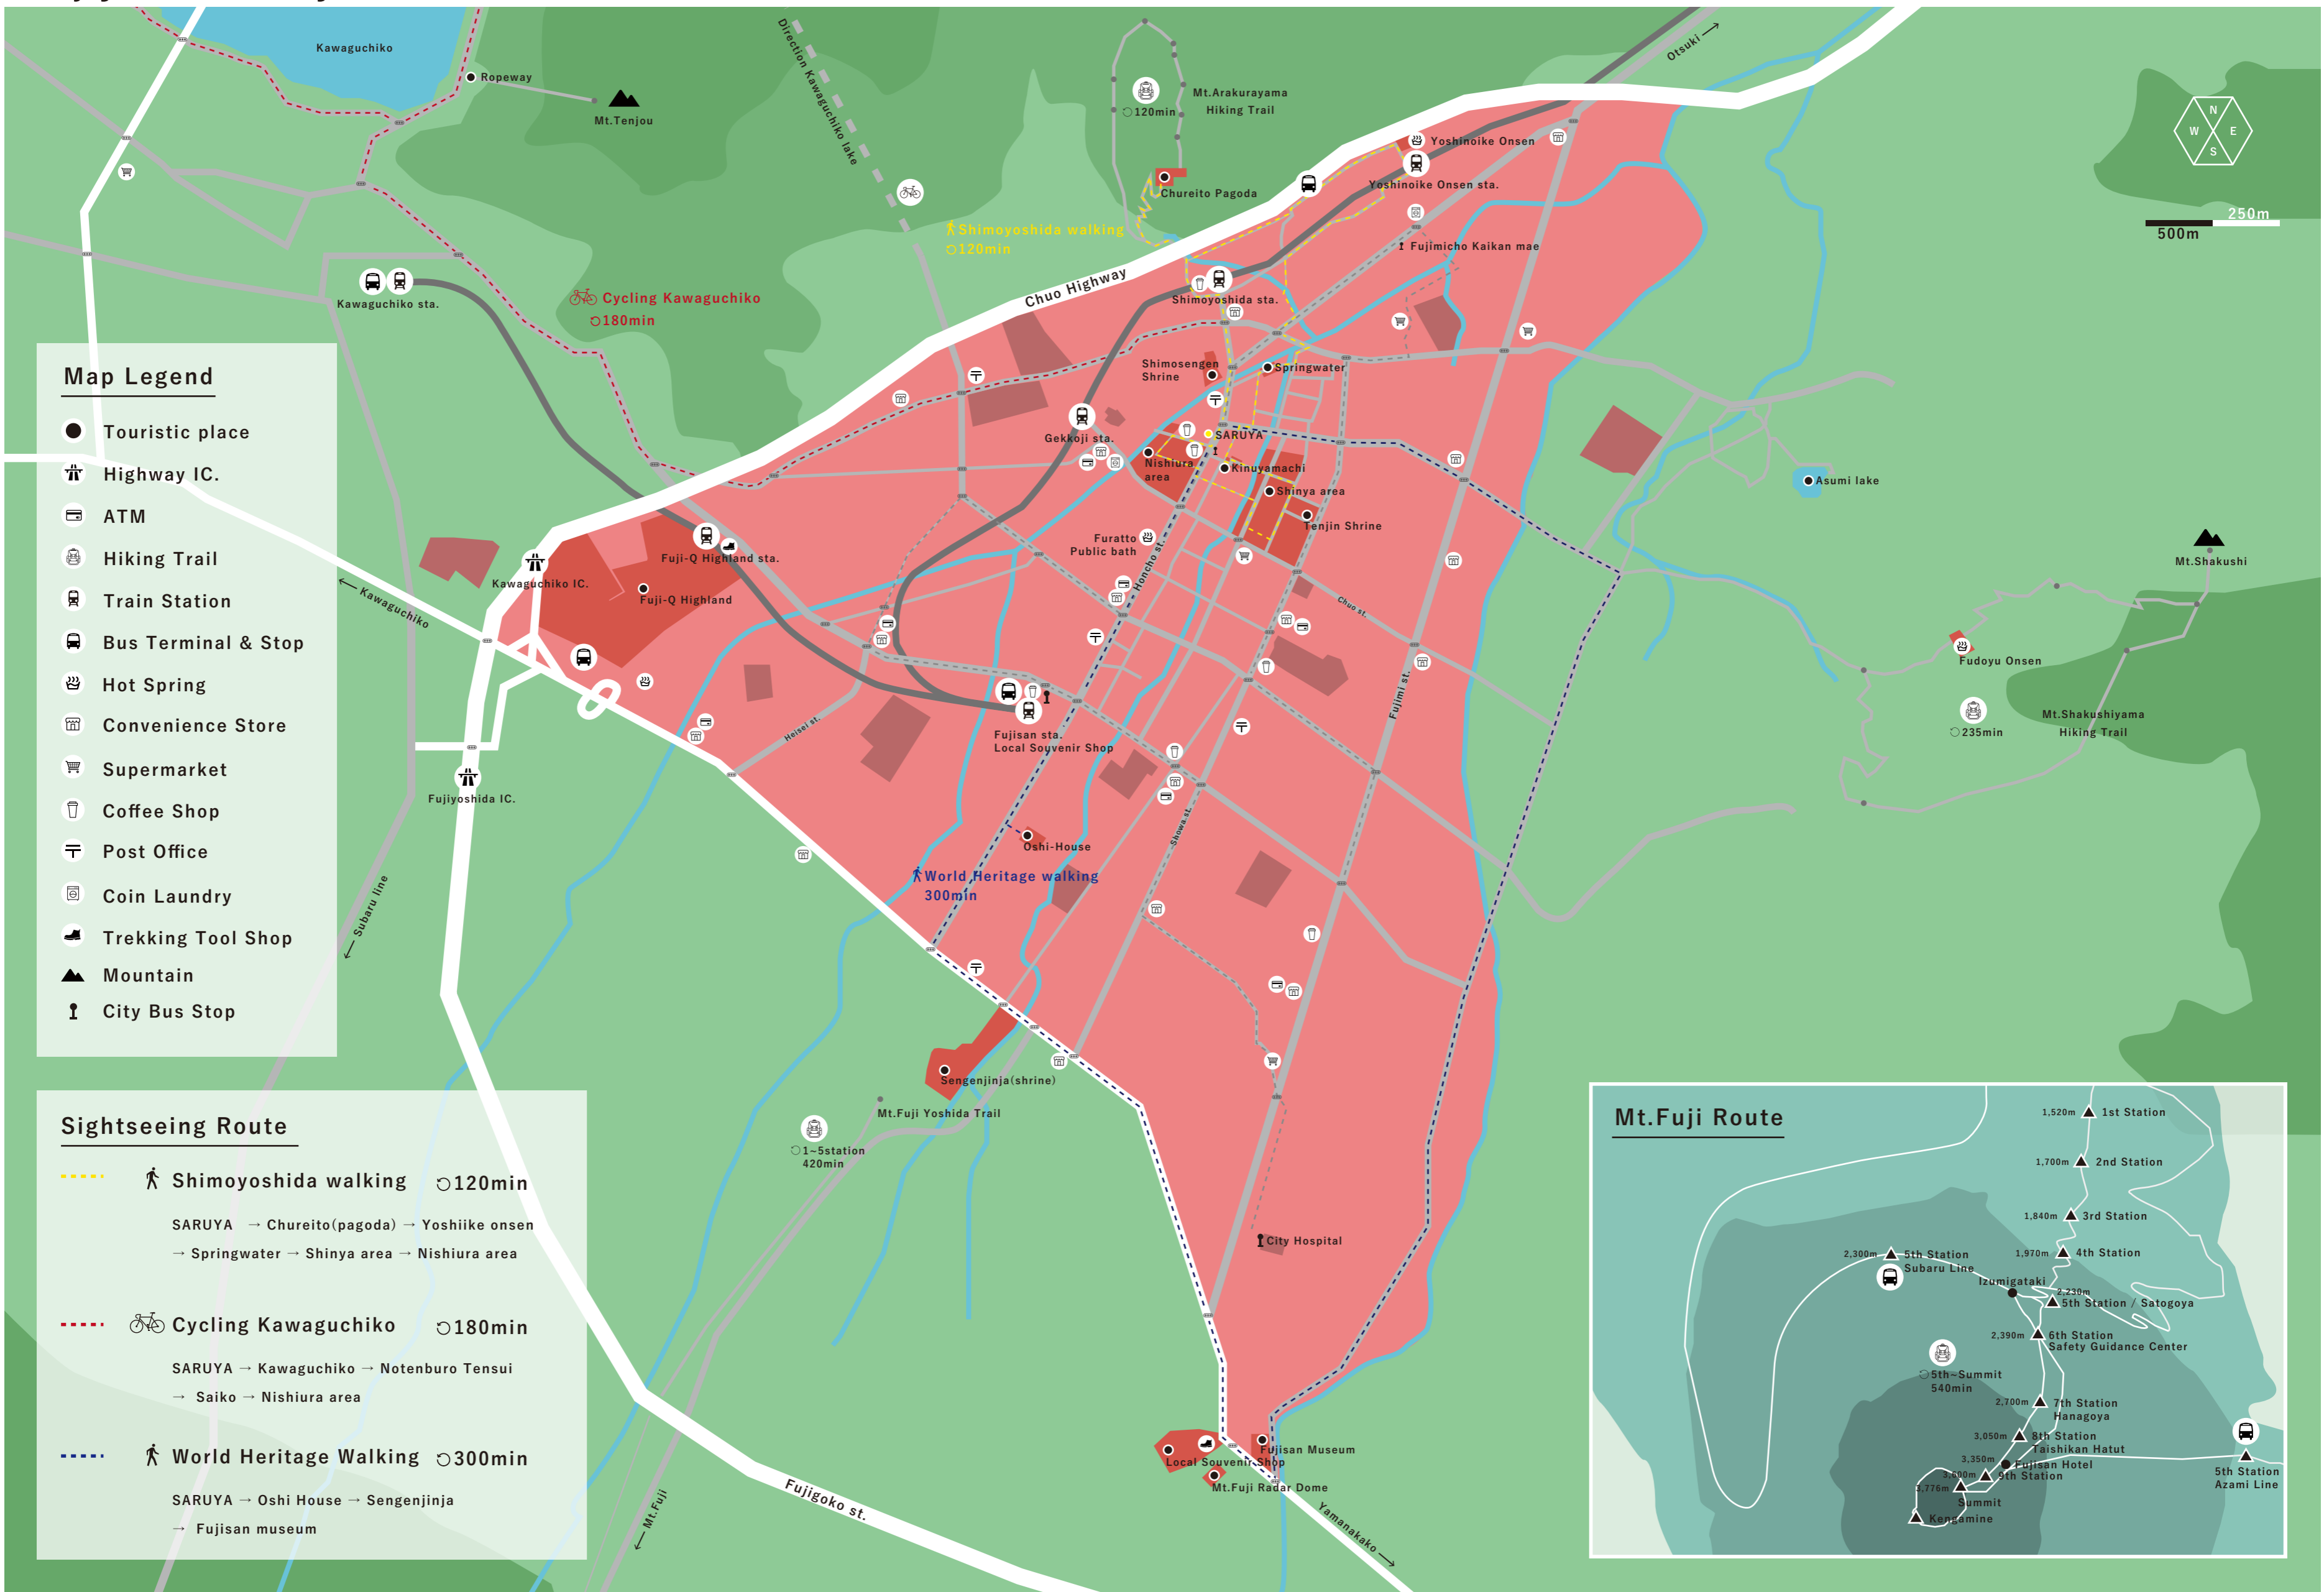 Kawaguchiko
Ropeway
Mt.Tenjou
Direction Kawaguchiko lake
120min
Mt.Arakurayama
Hiking Trail
Otsuki
Yoshinoike Onsen
Yoshinoike Onsen sta.
Chureito Pagoda
N
W E
S
250m
500m
Shimoyoshida walking
120min
Fujimicho Kaikan mae
Chuo Highway
Kawaguchiko sta.
Cycling Kawaguchiko
180min
Shimoyoshida sta.
Shimosengen
Shrine
Springwater
Gekkoji sta.
SARUYA
Nishiura
area
Kinuyamachi
Shinya area
Tenjin Shrine
Asumi lake
Furatto
Public bath
Honcho st.
Mt.Shakushi
Fuji-Q Highland sta.
Kawaguchiko IC.
Fuji-Q Highland
Kawaguchiko
Chuo st.
Fudoyu Onsen
Fujimi st.
Mt.Shakushiyama
Hiking Trail
235min
Heisei st.
Fujisan sta.
Local Souvenir Shop
Fujiyoshida IC.
Showa st.
Oshi-House
World Heritage walking
300min
Subaru line
Sengenjinja(shrine)
Mt.Fuji Yoshida Trail
1~5station
420min
City Hospital
Fujisan Museum
Local Souvenir Shop
Mt.Fuji Radar Dome
Fujigoko st.
Mt.Fuji
Yamanakako
Map Legend
Touristic place
Highway IC.
ATM
Hiking Trail
Train Station
Bus Terminal & Stop
Hot Spring
Convenience Store
Supermarket
Coffee Shop
Post Office
Coin Laundry
Trekking Tool Shop
Mountain
City Bus Stop
Sightseeing Route
Shimoyoshida walking 120min
SARUYA → Chureito(pagoda) → Yoshiike onsen
→ Springwater → Shinya area → Nishiura area
Cycling Kawaguchiko 180min
SARUYA → Kawaguchiko → Notenburo Tensui
→ Saiko → Nishiura area
World Heritage Walking 300min
SARUYA → Oshi House → Sengenjinja
→ Fujisan museum
Mt.Fuji Route
1,520m 1st Station
1,700m 2nd Station
1,840m 3rd Station
1,970m 4th Station
2,300m 5th Station
Subaru Line
Izumigataki
2,230m
5th Station / Satogoya
2,390m 6th Station
Safety Guidance Center
5th~Summit
540min
2,700m 7th Station
Hanagoya
3,050m 8th Station
Taishikan Hatut
3,350m Fujisan Hotel
3,600m 9th Station
3,776m
Summit
Kengamine
5th Station
Azami Line